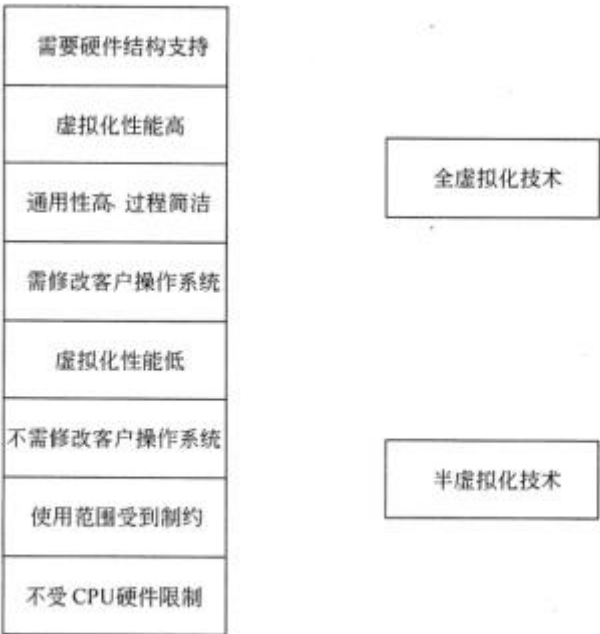 需要硬件结构支持
虚拟化性能高
全虚拟化技术
通用性高 过程简洁
需修改客户操作系统
虚拟化性能低
不需修改客户操作系统
半虚拟化技术
使用范围受到制约
不受CPU硬件限制